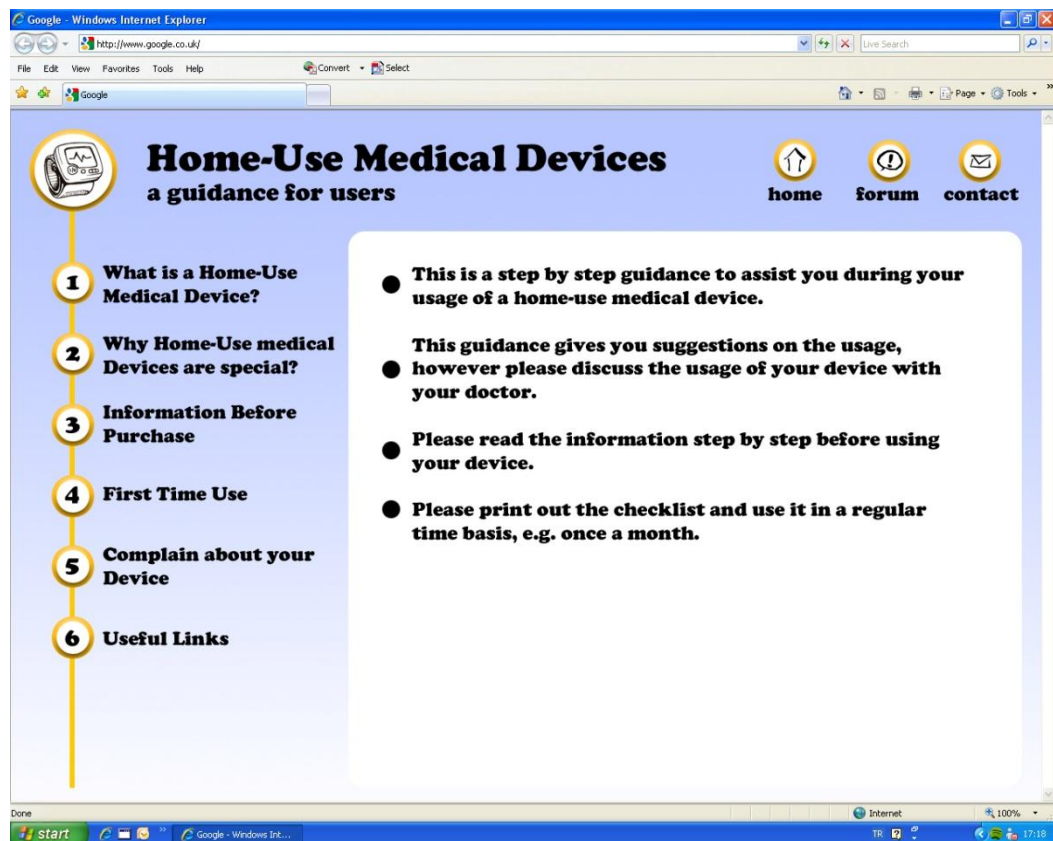 Google - Windows Internet Explorer
http://www.google.co.uk/
Live Search
File Edit View Favorites Tools Help
Convert Select
Google
Page Tools
Home-Use Medical Devices
a guidance for users
home forum contact
1 What is a Home-Use
Medical Device?
2 Why Home-Use medical
Devices are special?
3 Information Before
Purchase
4 First Time Use
5 Complain about your
Device
6 Useful Links
This is a step by step guidance to assist you during your
usage of a home-use medical device.
This guidance gives you suggestions on the usage,
however please discuss the usage of your device with
your doctor.
Please read the information step by step before using
your device.
Please print out the checklist and use it in a regular
time basis, e.g. once a month.
Done
Internet
100%
start
Google - Windows Int...
TR
17:18